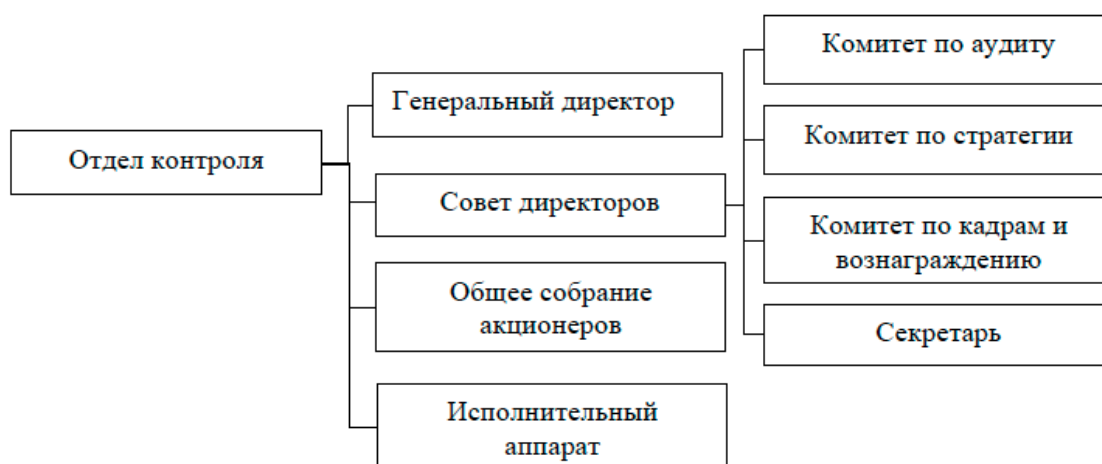 Отдел контроля
Генеральный директор
Совет директоров
Общее собрание
акционеров
Исполнительный
аппарат
Комитет по аудиту
Комитет по стратегии
Комитет по кадрам и
вознаграждению
Секретарь